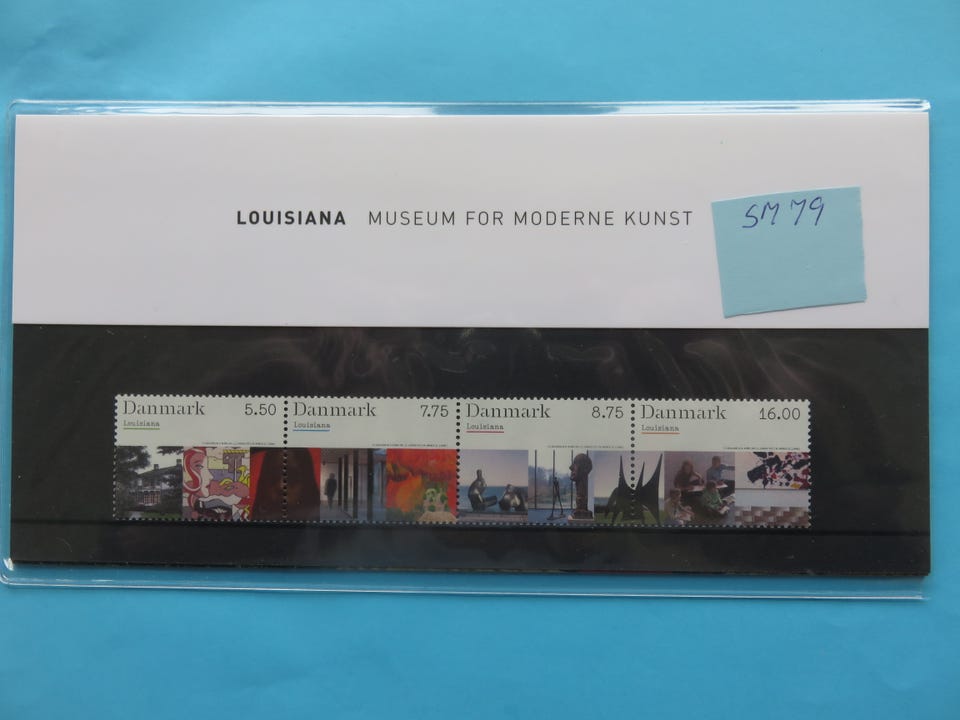 LOUISIANA MUSEUM FOR MODERNE KUNST
SM 79
Danmark 5.50
Louisiana
Danmark 7.75
Louisiana
Danmark 8.75
Louisiana
Danmark 16.00
Louisiana